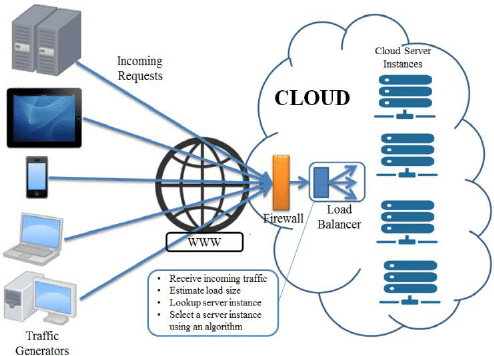 Incoming
Requests
Cloud Server
Instances
CLOUD
Firewall
Load
Balancer
WWW
• Receive incoming traffic
• Estimate load size
• Lookup server instance
• Select a server instance
using an algorithm
Traffic
Generators